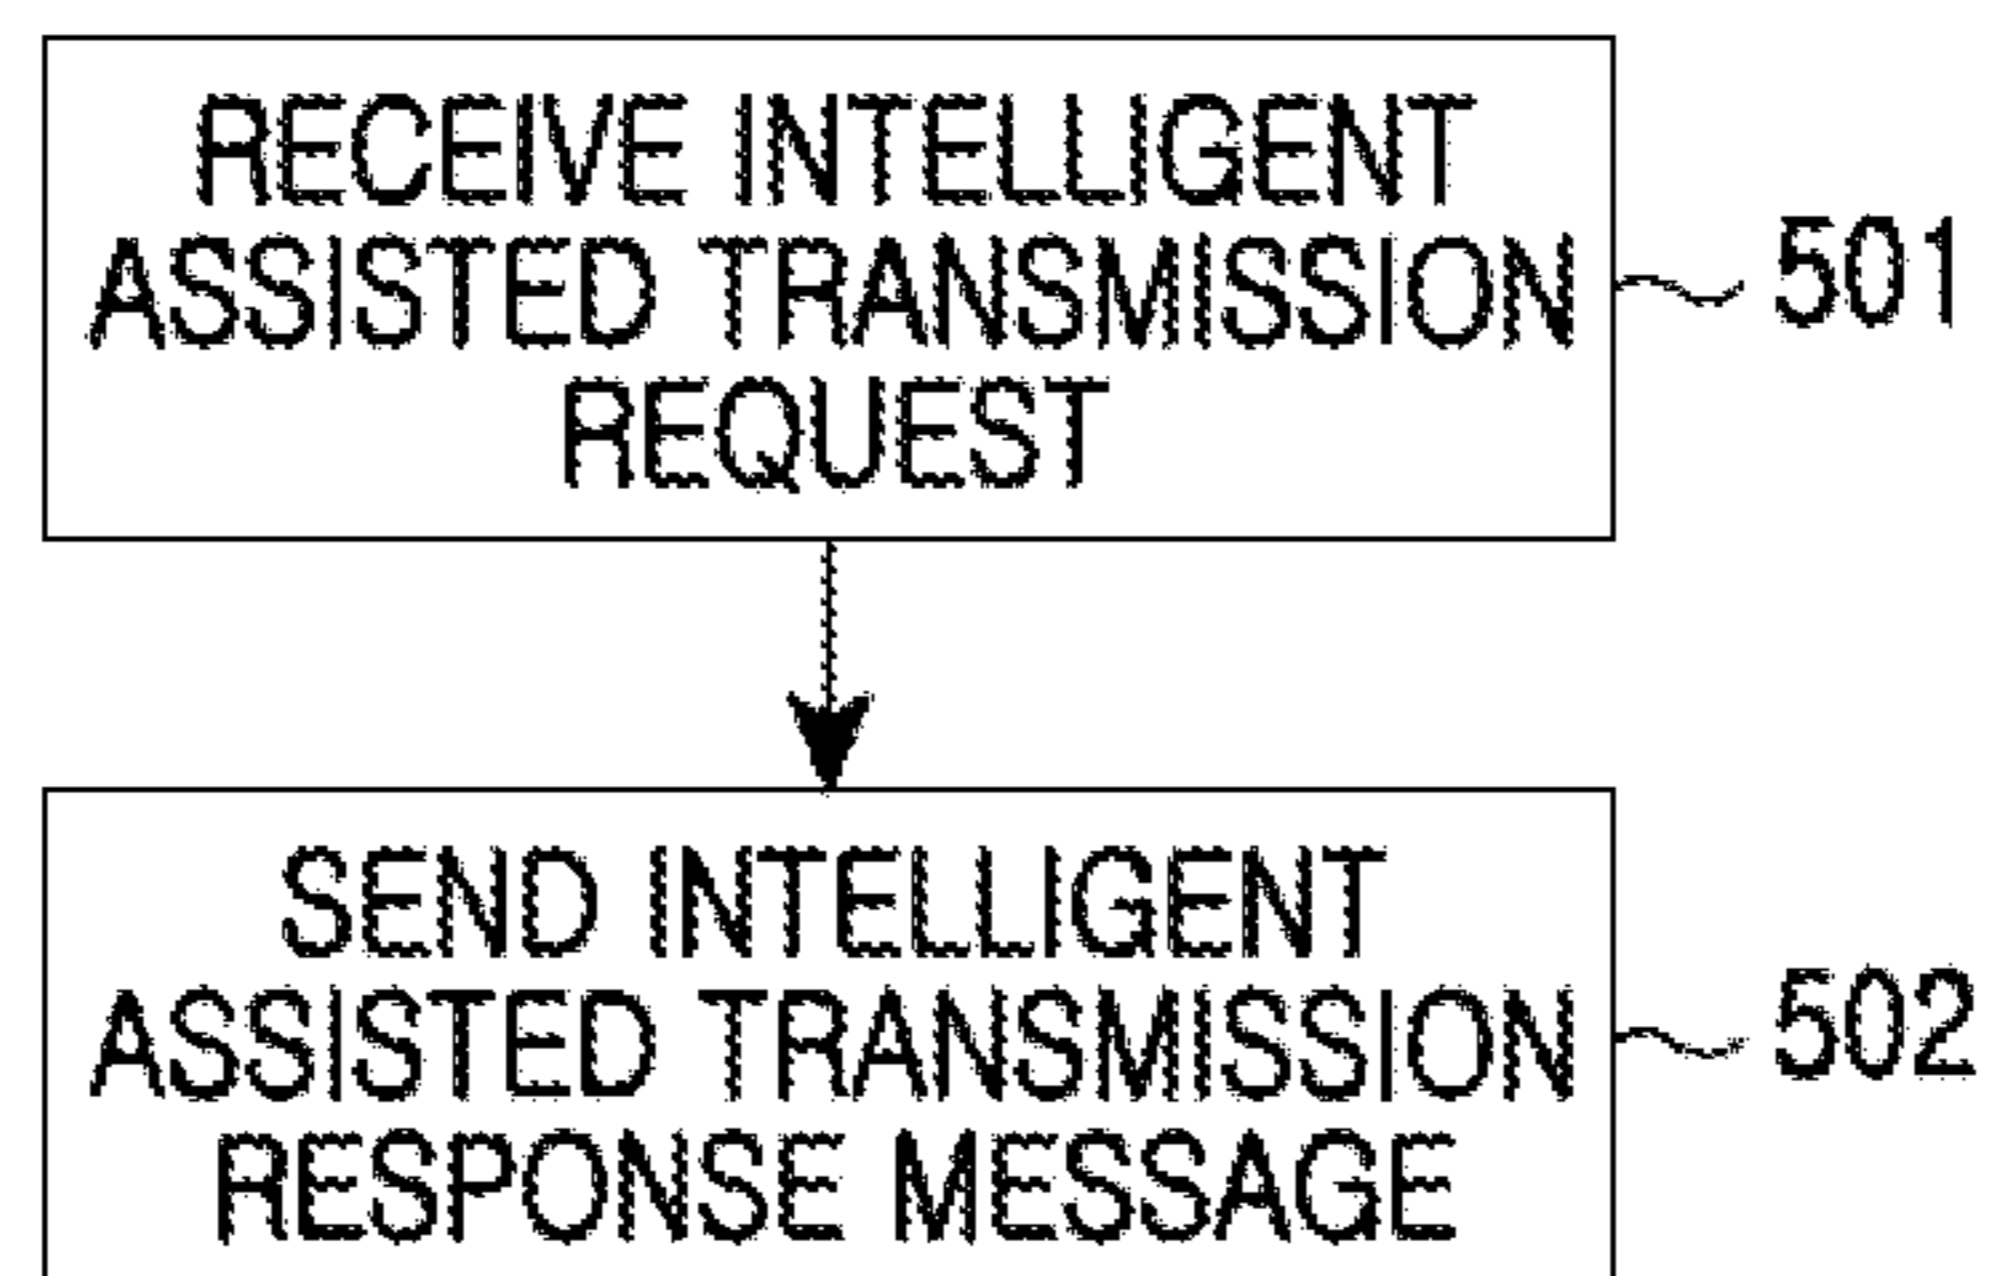 RECEIVE INTELLIGENT
ASSISTED TRANSMISSION
REQUEST
501
SEND INTELLIGENT
ASSISTED TRANSMISSION
RESPONSE MESSAGE
502